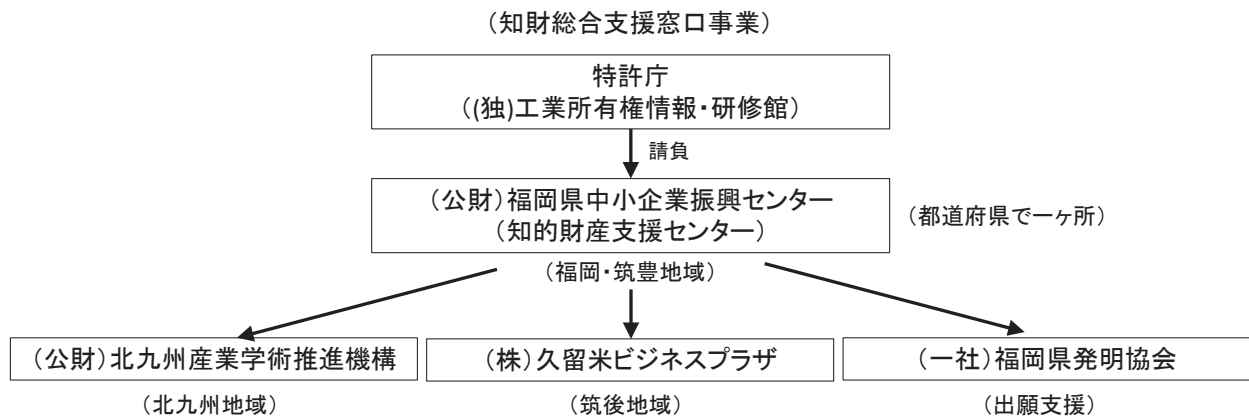 （知財総合支援窓口事業）
特許庁
（(独)工業所有権情報・研修館）
請負
（公財）福岡県中小企業振興センター
（知的財産支援センター）
（都道府県で一ヶ所）
（福岡・筑豊地域）
（公財）北九州産業学術推進機構
（株）久留米ビジネスプラザ
（一社）福岡県発明協会
（北九州地域）
（筑後地域）
（出願支援）